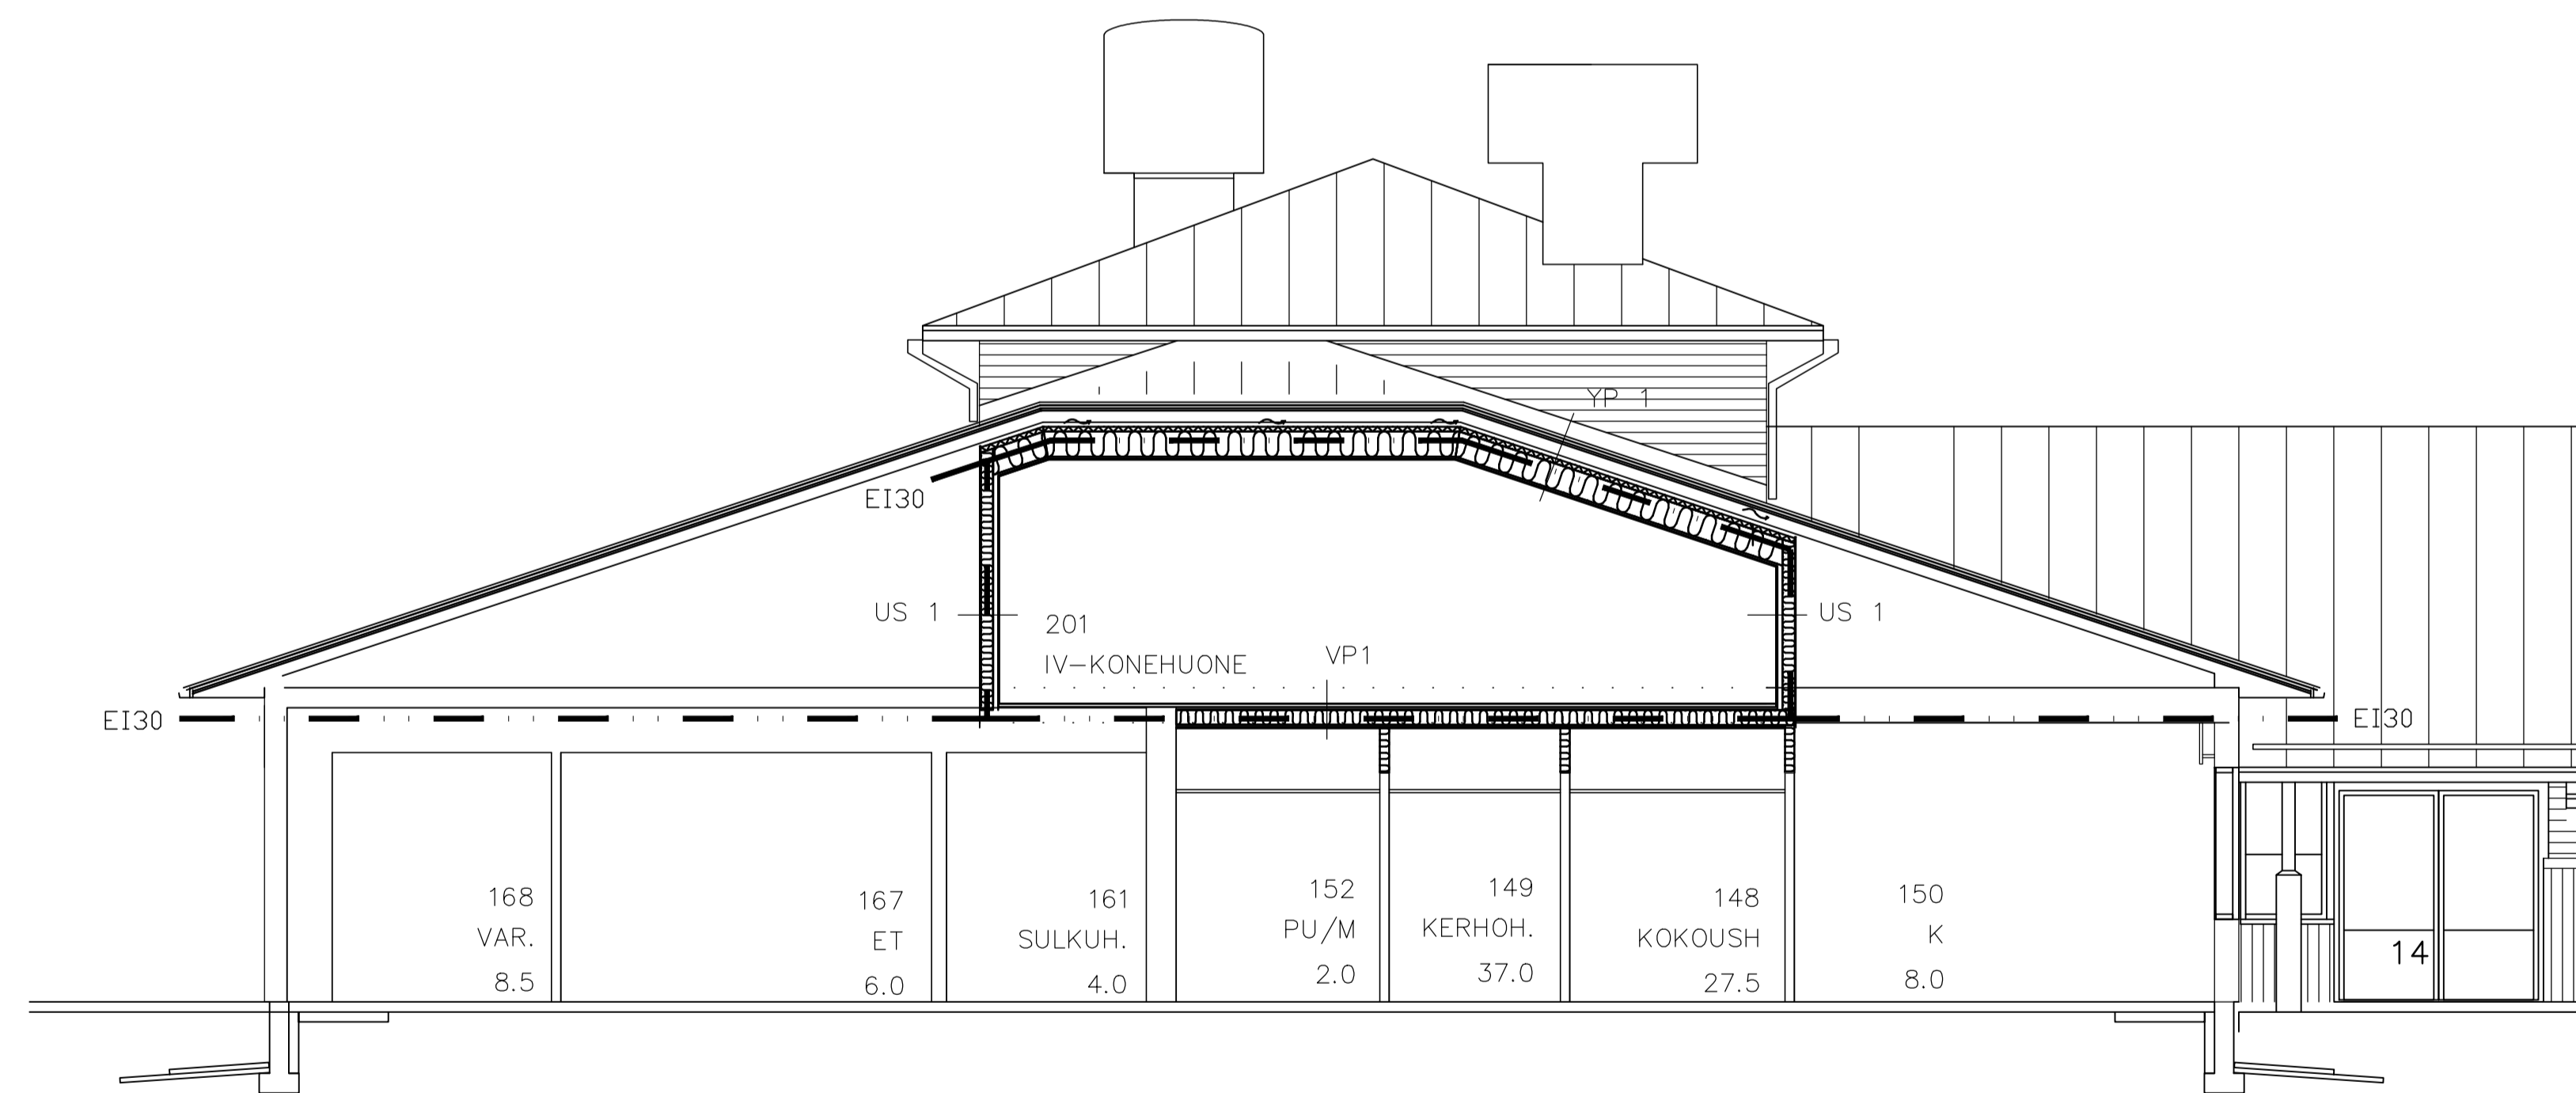 YP 1
EI30
US 1
201
IV-KONEHUONE
VP1
US 1
EI30
EI30
168
VAR.
8.5
167
ET
6.0
161
SULKUH.
4.0
152
PU/M
2.0
149
KERHOH.
37.0
148
KOKOUSH
27.5
150
K
8.0
14